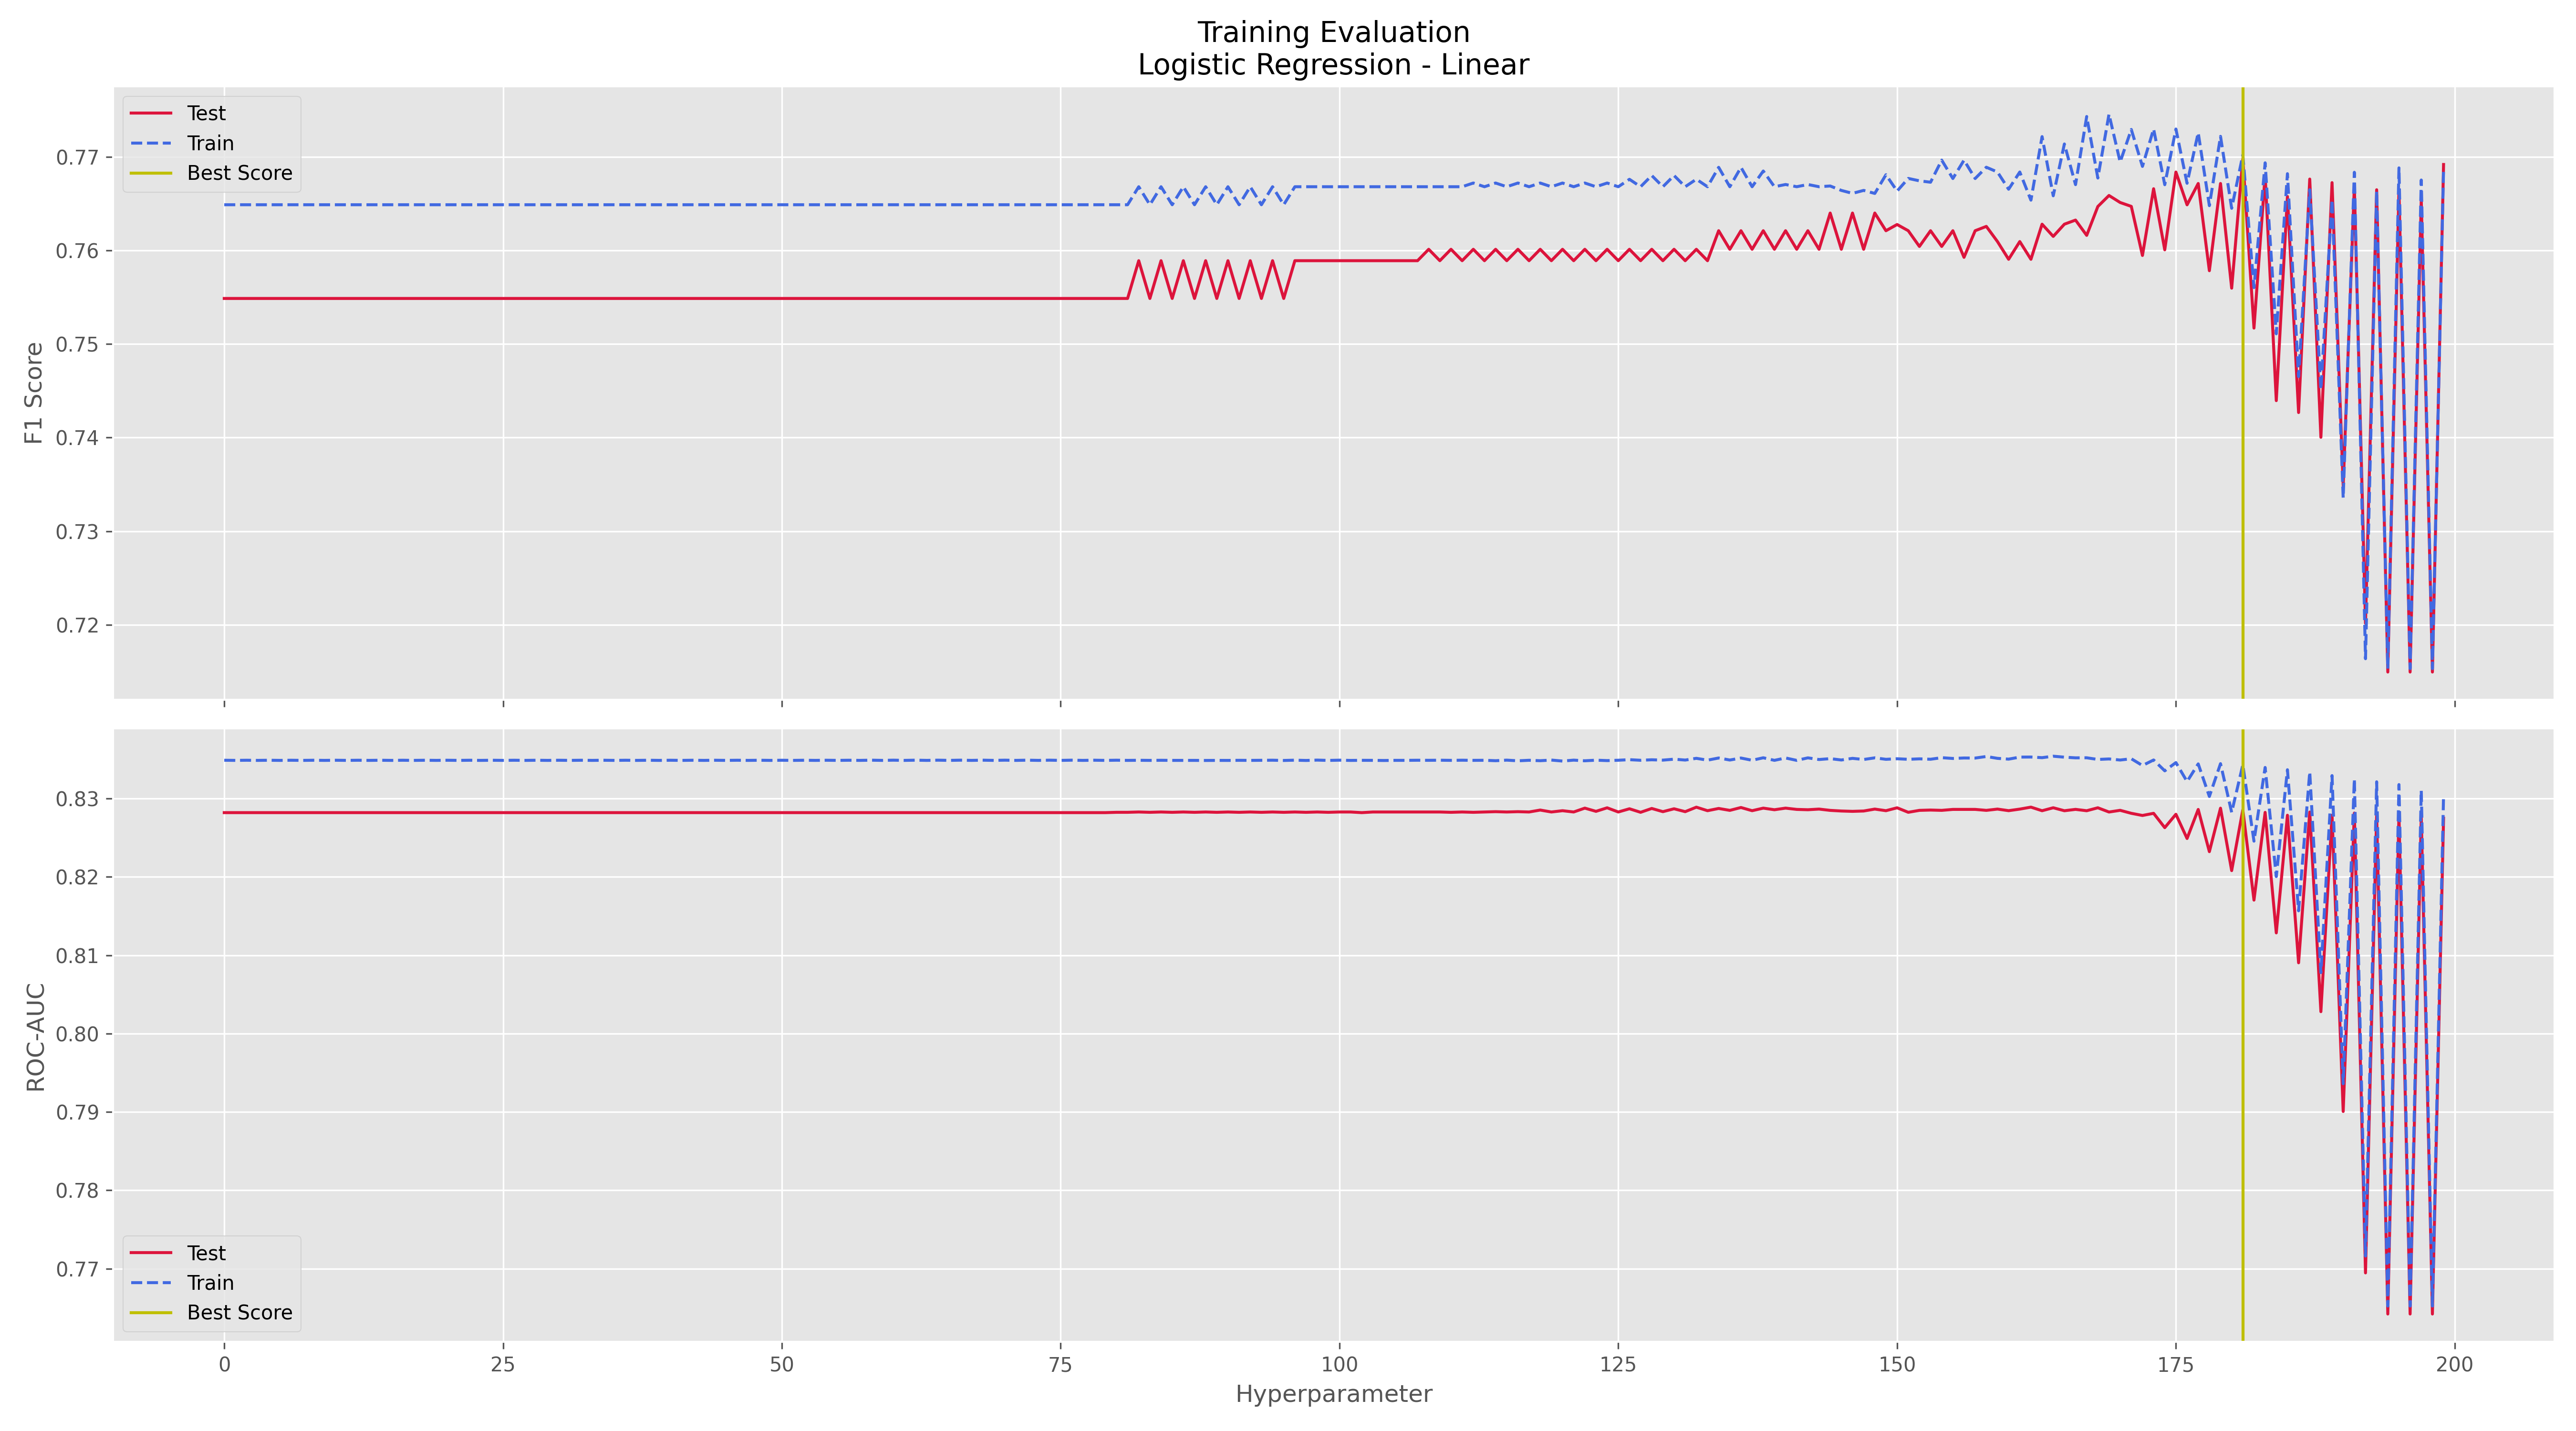 Training Evaluation
Logistic Regression - Linear
Test
Train
Best Score
0.77
0.76
0.75
0.74
0.73
0.72
F1 Score
0.83
0.82
0.81
0.80
0.79
0.78
0.77
ROC-AUC
Test
Train
Best Score
0 25 50 75 100 125 150 175 200
Hyperparameter